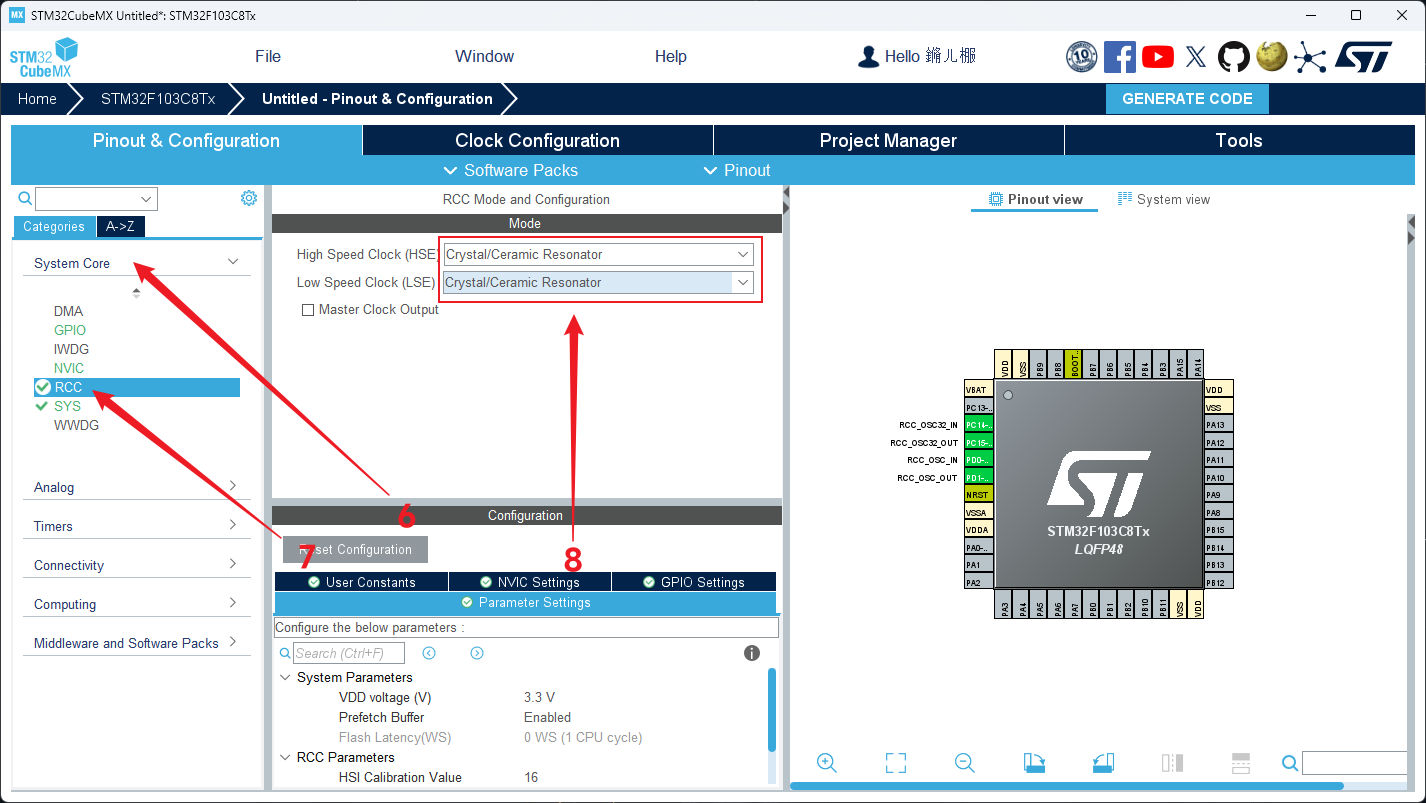 MX STM32CubeMX Untitled*: STM32F103C8Tx
STM32
CubeMX
File
Window
Help
Hello 鏅ㄦ棴
10
Home
STM32F103C8Tx
Untitled - Pinout & Configuration
GENERATE CODE
Pinout & Configuration
Clock Configuration
Project Manager
Tools
Software Packs
Pinout
Categories
A->Z
System Core
DMA
GPIO
IWDG
NVIC
RCC
SYS
WWDG
Analog
Timers
Connectivity
Computing
Middleware and Software Packs
RCC Mode and Configuration
Mode
High Speed Clock (HSE)
Crystal/Ceramic Resonator
Low Speed Clock (LSE)
Crystal/Ceramic Resonator
Master Clock Output
6
7
8
Configuration
Reset Configuration
User Constants
NVIC Settings
GPIO Settings
Parameter Settings
Configure the below parameters :
Search (Ctrl+F)
System Parameters
VDD voltage (V)
3.3 V
Prefetch Buffer
Enabled
Flash Latency(WS)
0 WS (1 CPU cycle)
RCC Parameters
HSI Calibration Value
16
Pinout view
System view
VDD
VSS
PB9
PB8
BOOT..
PB7
PB6
PB5
PB4
PB3
PA15
PA14
VBAT
PC13-..
RCC_OSC32_IN
PC14-..
RCC_OSC32_OUT
PC15-..
RCC_OSC_IN
PD0-..
RCC_OSC_OUT
PD1-..
NRST
VSSA
VDDA
PA0-..
PA1
PA2
STM32F103C8Tx
LQFP48
VDD
VSS
PA13
PA12
PA11
PA10
PA9
PA8
PB15
PB14
PB13
PB12
PA3
PA4
PA5
PA6
PA7
PB0
PB1
PB2
PB10
PB11
VSS
VDD